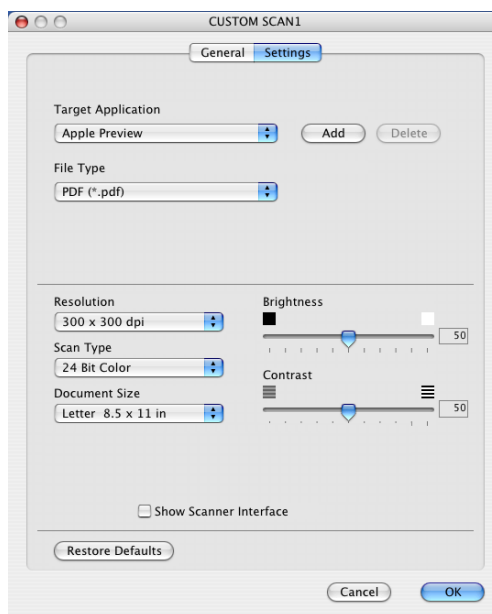 CUSTOM SCAN1
General Settings
Target Application
Apple Preview Add Delete
File Type
PDF (*.pdf)
Resolution
300 x 300 dpi
Scan Type
24 Bit Color
Document Size
Letter 8.5 x 11 in
Brightness
50
Contrast
50
Show Scanner Interface
Restore Defaults
Cancel OK